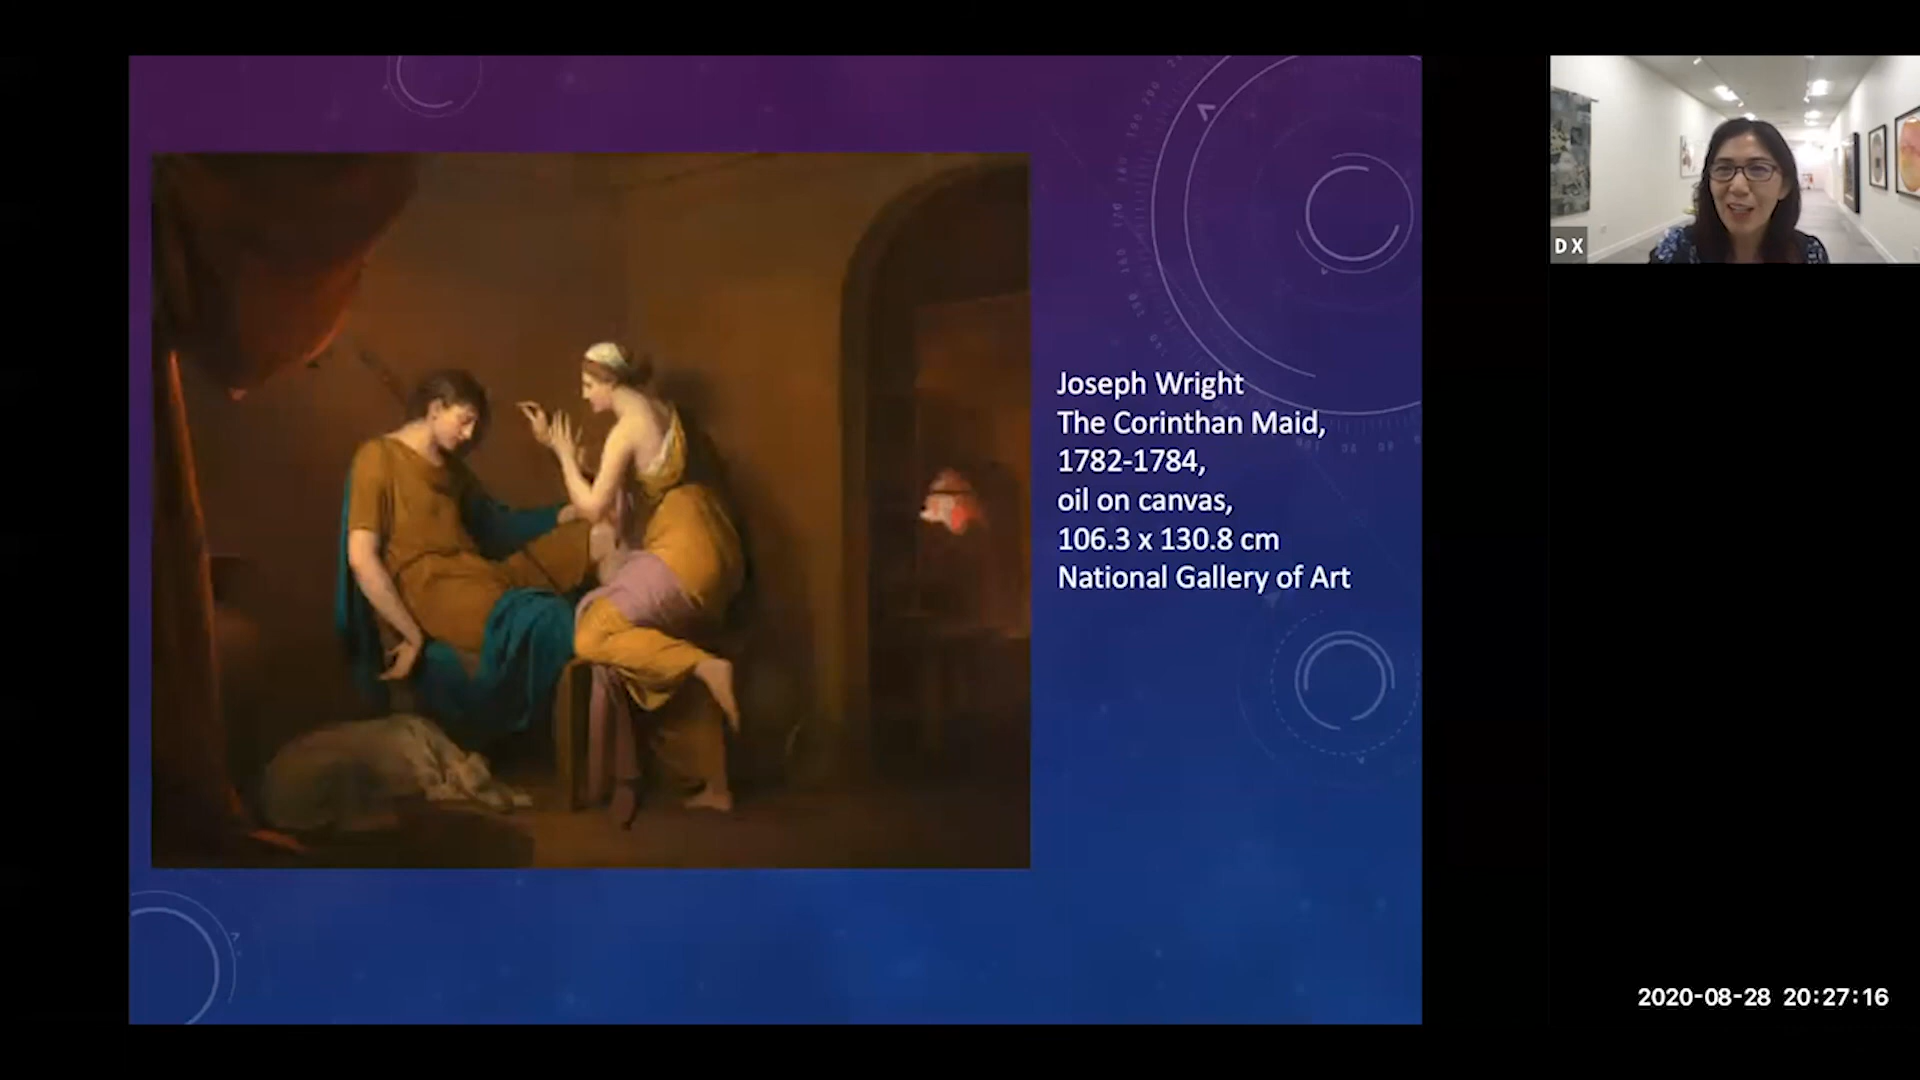 Joseph Wright
The Corinthan Maid,
1782-1784,
oil on canvas,
106.3 x 130.8 cm
National Gallery of Art
D X
2020-08-28 20:27:16